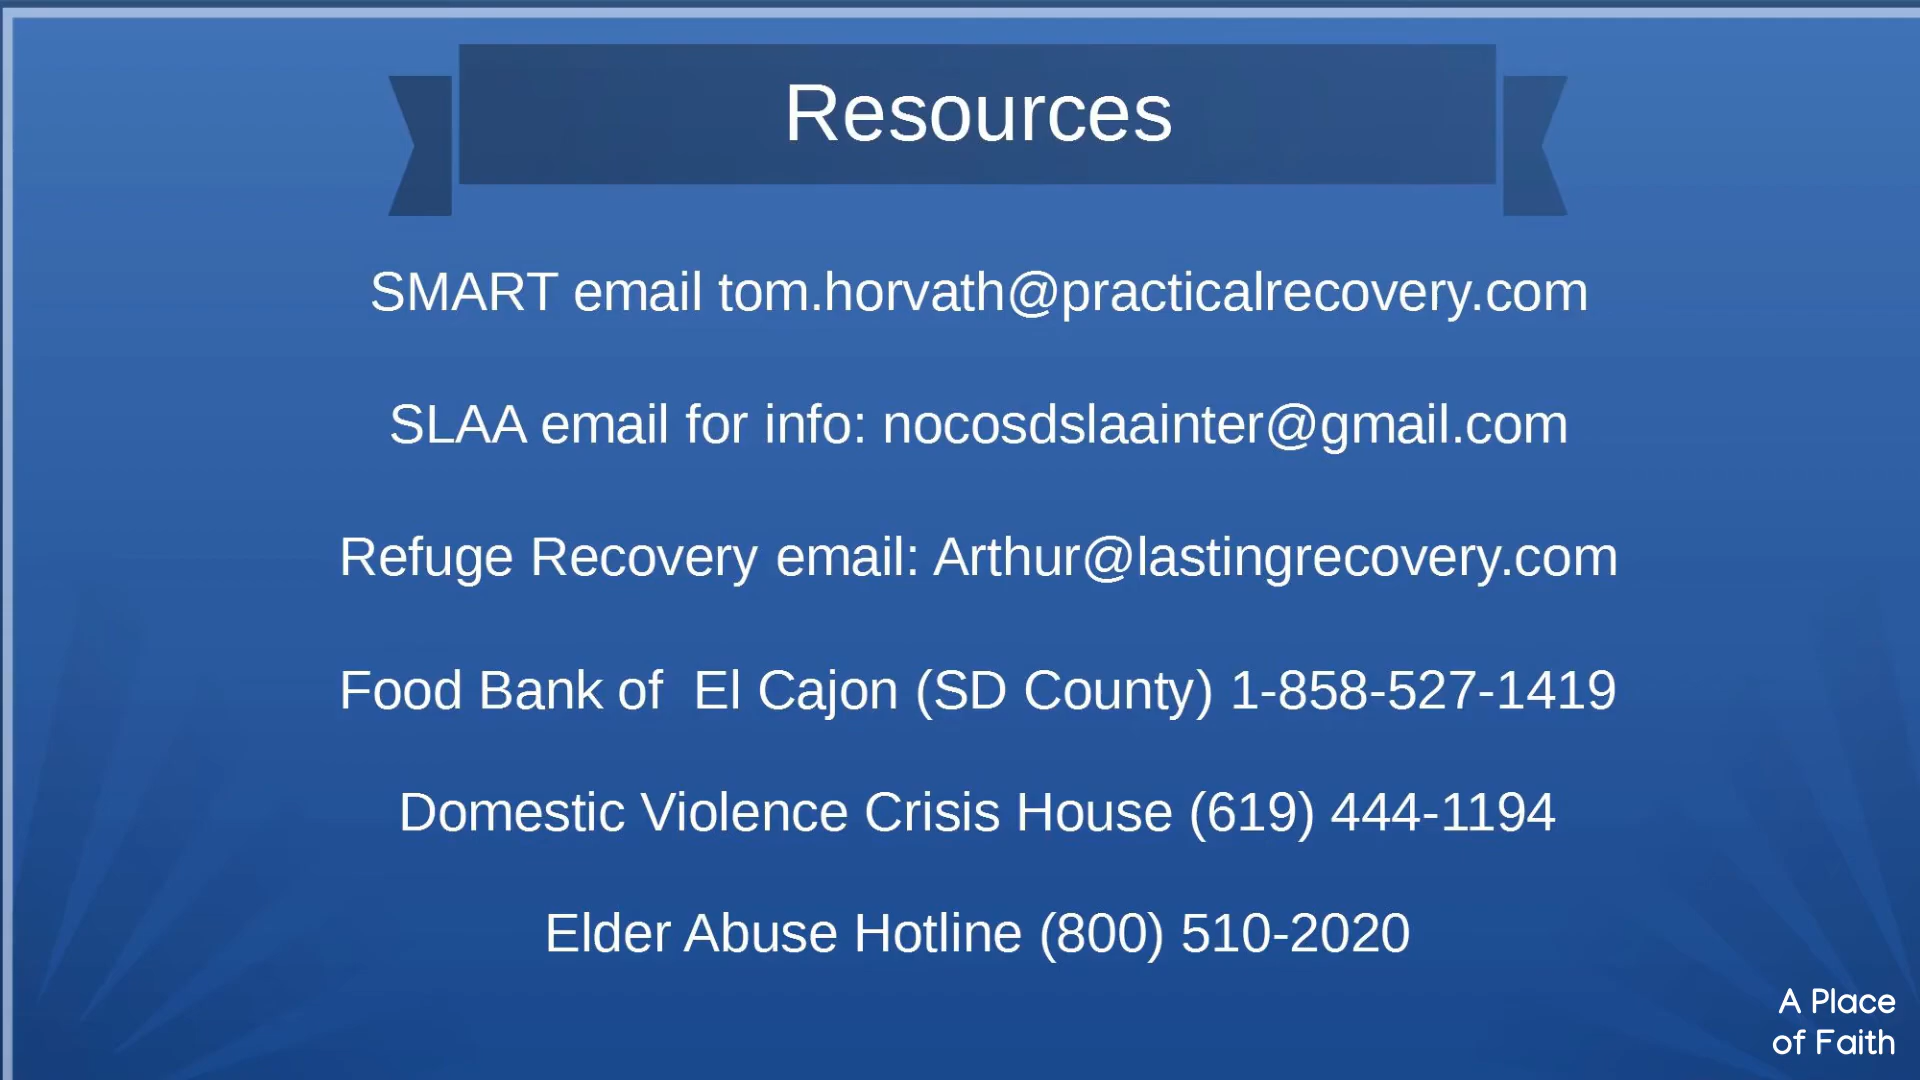 Resources
SMART email tom.horvath@practicalrecovery.com
SLAA email for info: nocosdslaainter@gmail.com
Refuge Recovery email: Arthur@lastingrecovery.com
Food Bank of  El Cajon (SD County) 1-858-527-1419
Domestic Violence Crisis House (619) 444-1194
Elder Abuse Hotline (800) 510-2020
A Place
of Faith